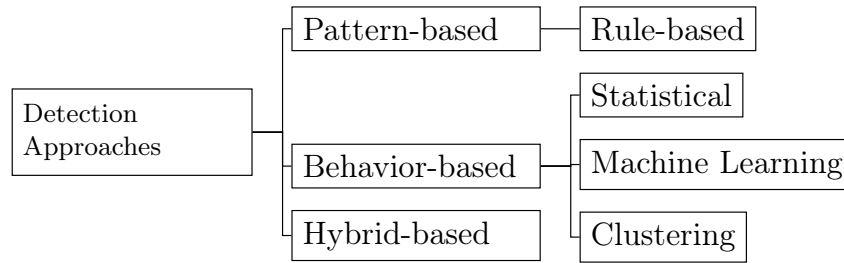 Detection
Approaches
Pattern-based
Rule-based
Behavior-based
Statistical
Machine Learning
Clustering
Hybrid-based